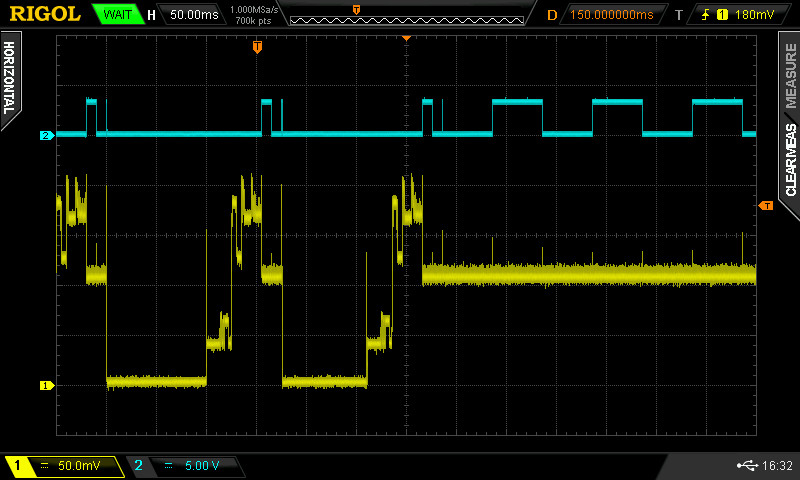 RIGOL WAIT H 50.00ms 1.000MSa/s 700k pts T D 150.000000ms T 1 180mV
HORIZONTAL
MEASURE
CLEARMEAS
T
2
T
1
1 50.0mV 2 5.00 V 16:32